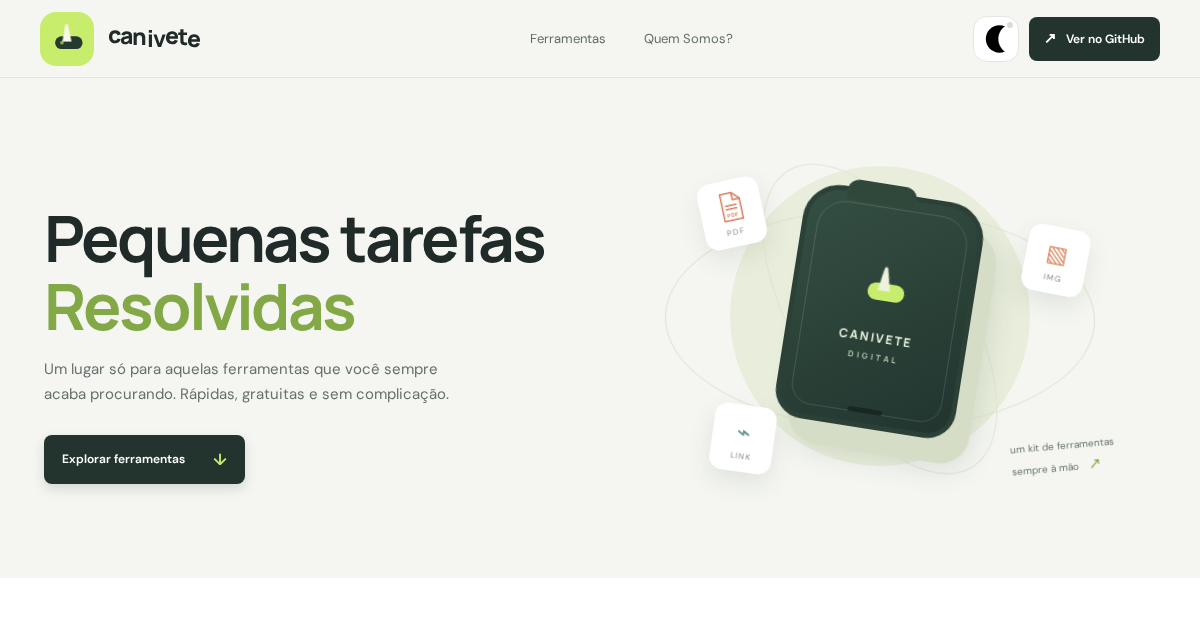 canivete
Ferramentas
Quem Somos?
↗ Ver no GitHub
Pequenas tarefas
Resolvidas
Um lugar só para aquelas ferramentas que você sempre
acaba procurando. Rápidas, gratuitas e sem complicação.
Explorar ferramentas ↓
PDF
PDF
IMG
CANIVETE
DIGITAL
LINK
um kit de ferramentas
sempre à mão ↗